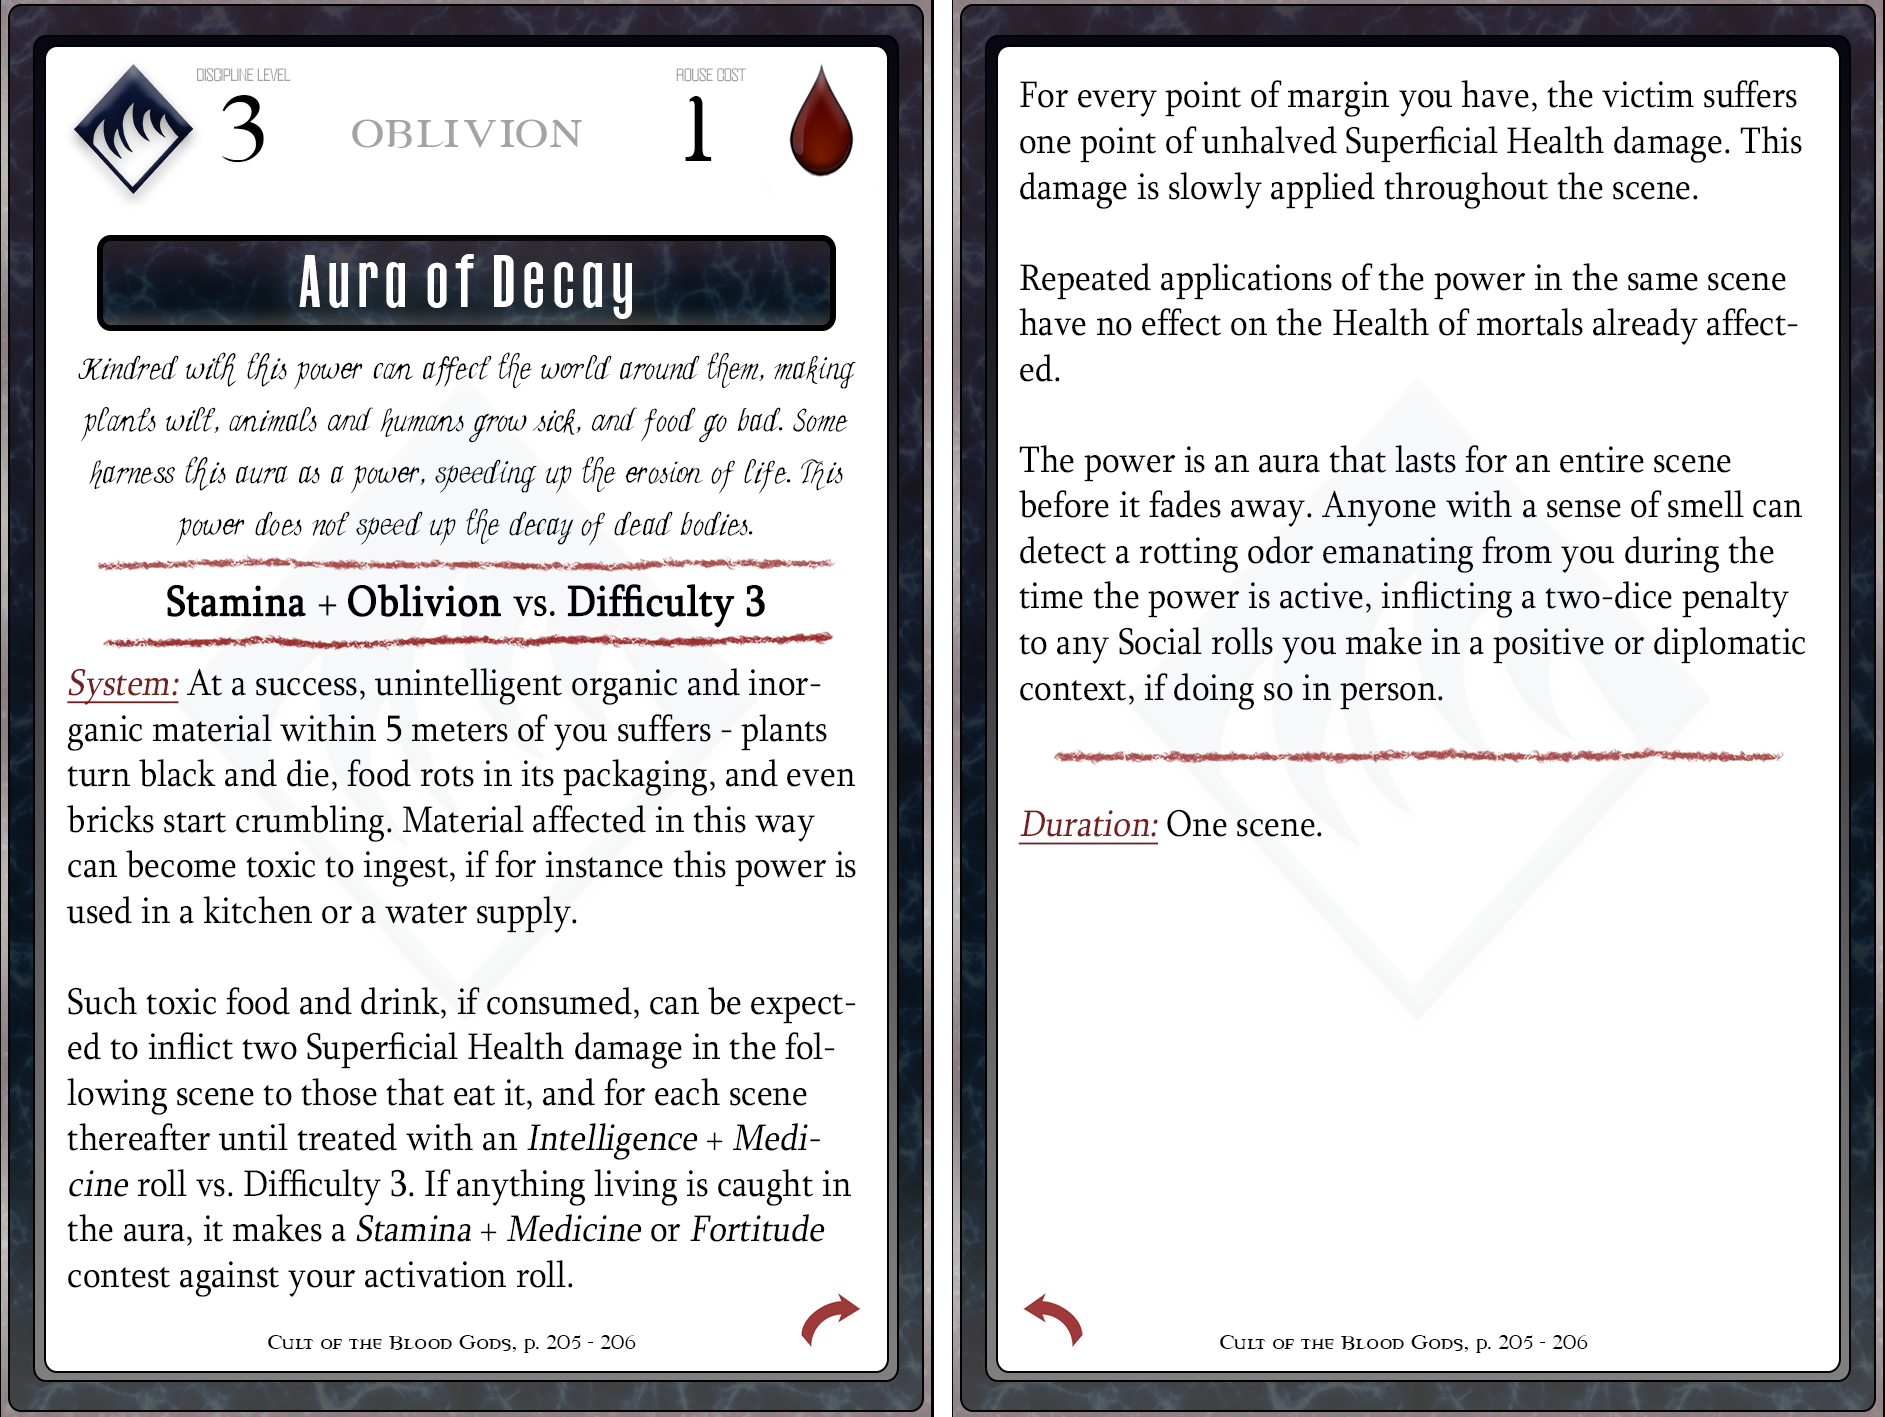 DISCIPLINE LEVEL
3
OBLIVION
ROUSE COST
1
Aura of Decay
Kindred with this power can affect the world around them, making
plants wilt, animals and humans grow sick, and food go bad. Some
harness this aura as a power, speeding up the erosion of life. This
power does not speed up the decay of dead bodies.
Stamina + Oblivion vs. Difficulty 3
System: At a success, unintelligent organic and inor-
ganic material within 5 meters of you suffers - plants
turn black and die, food rots in its packaging, and even
bricks start crumbling. Material affected in this way
can become toxic to ingest, if for instance this power is
used in a kitchen or a water supply.
Such toxic food and drink, if consumed, can be expect-
ed to inflict two Superficial Health damage in the fol-
lowing scene to those that eat it, and for each scene
thereafter until treated with an Intelligence + Medi-
cine roll vs. Difficulty 3. If anything living is caught in
the aura, it makes a Stamina + Medicine or Fortitude
contest against your activation roll.
Cult of the Blood Gods, p. 205 - 206
For every point of margin you have, the victim suffers
one point of unhalved Superficial Health damage. This
damage is slowly applied throughout the scene.
Repeated applications of the power in the same scene
have no effect on the Health of mortals already affect-
ed.
The power is an aura that lasts for an entire scene
before it fades away. Anyone with a sense of smell can
detect a rotting odor emanating from you during the
time the power is active, inflicting a two-dice penalty
to any Social rolls you make in a positive or diplomatic
context, if doing so in person.
Duration: One scene.
Cult of the Blood Gods, p. 205 - 206